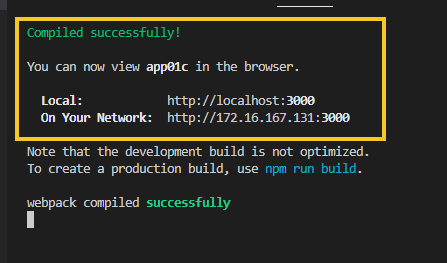 Compiled successfully!
You can now view app01c in the browser.
Local: http://localhost:3000
On Your Network: http://172.16.167.131:3000
Note that the development build is not optimized.
To create a production build, use npm run build.
webpack compiled successfully